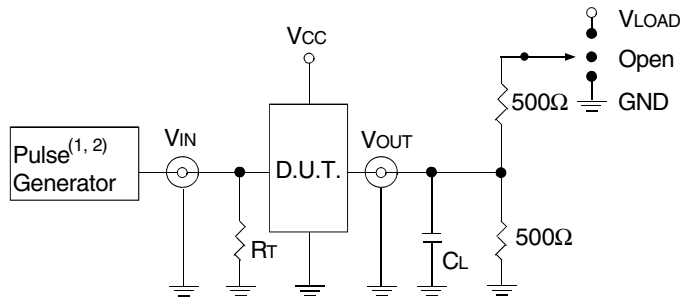 VLOAD
VCC
Open
500Ω
GND
VIN
VOUT
Pulse(1, 2)
Generator
D.U.T.
RT
CL
500Ω